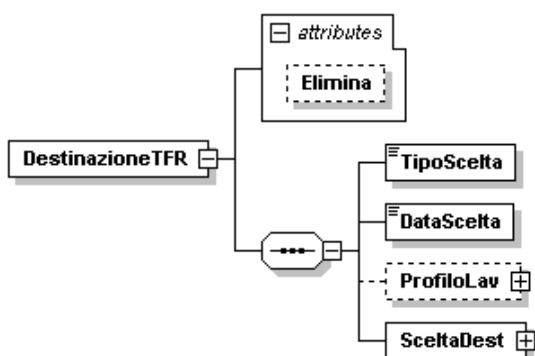 attributes
Elimina
DestinazioneTFR
TipoScelta
DataScelta
ProfiloLav
SceltaDest